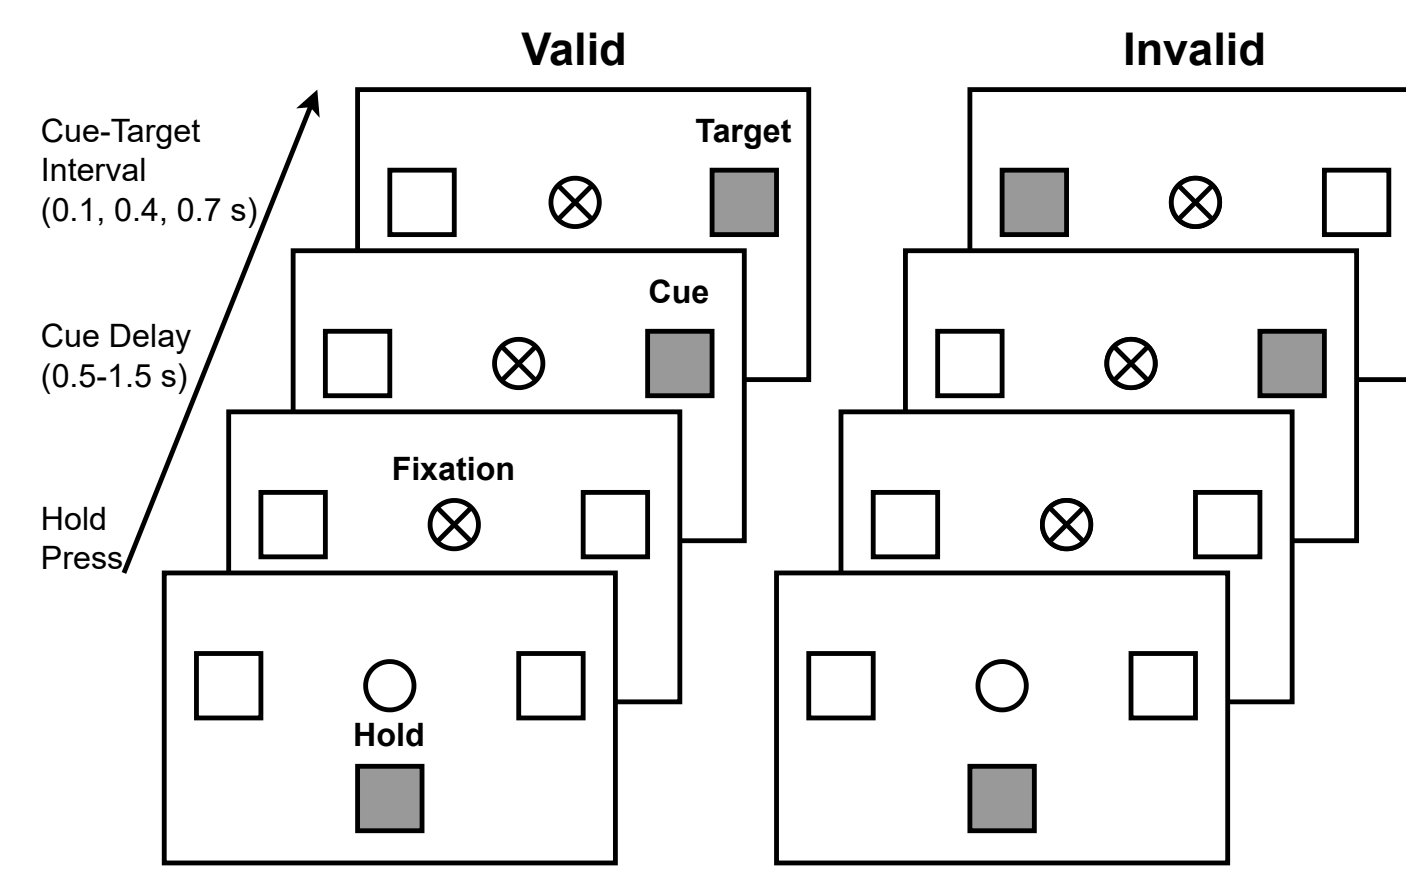 Valid
Invalid
Cue-Target
Interval
(0.1, 0.4, 0.7 s)
Target
Cue Delay
(0.5-1.5 s)
Cue
Hold
Press
Fixation
Hold